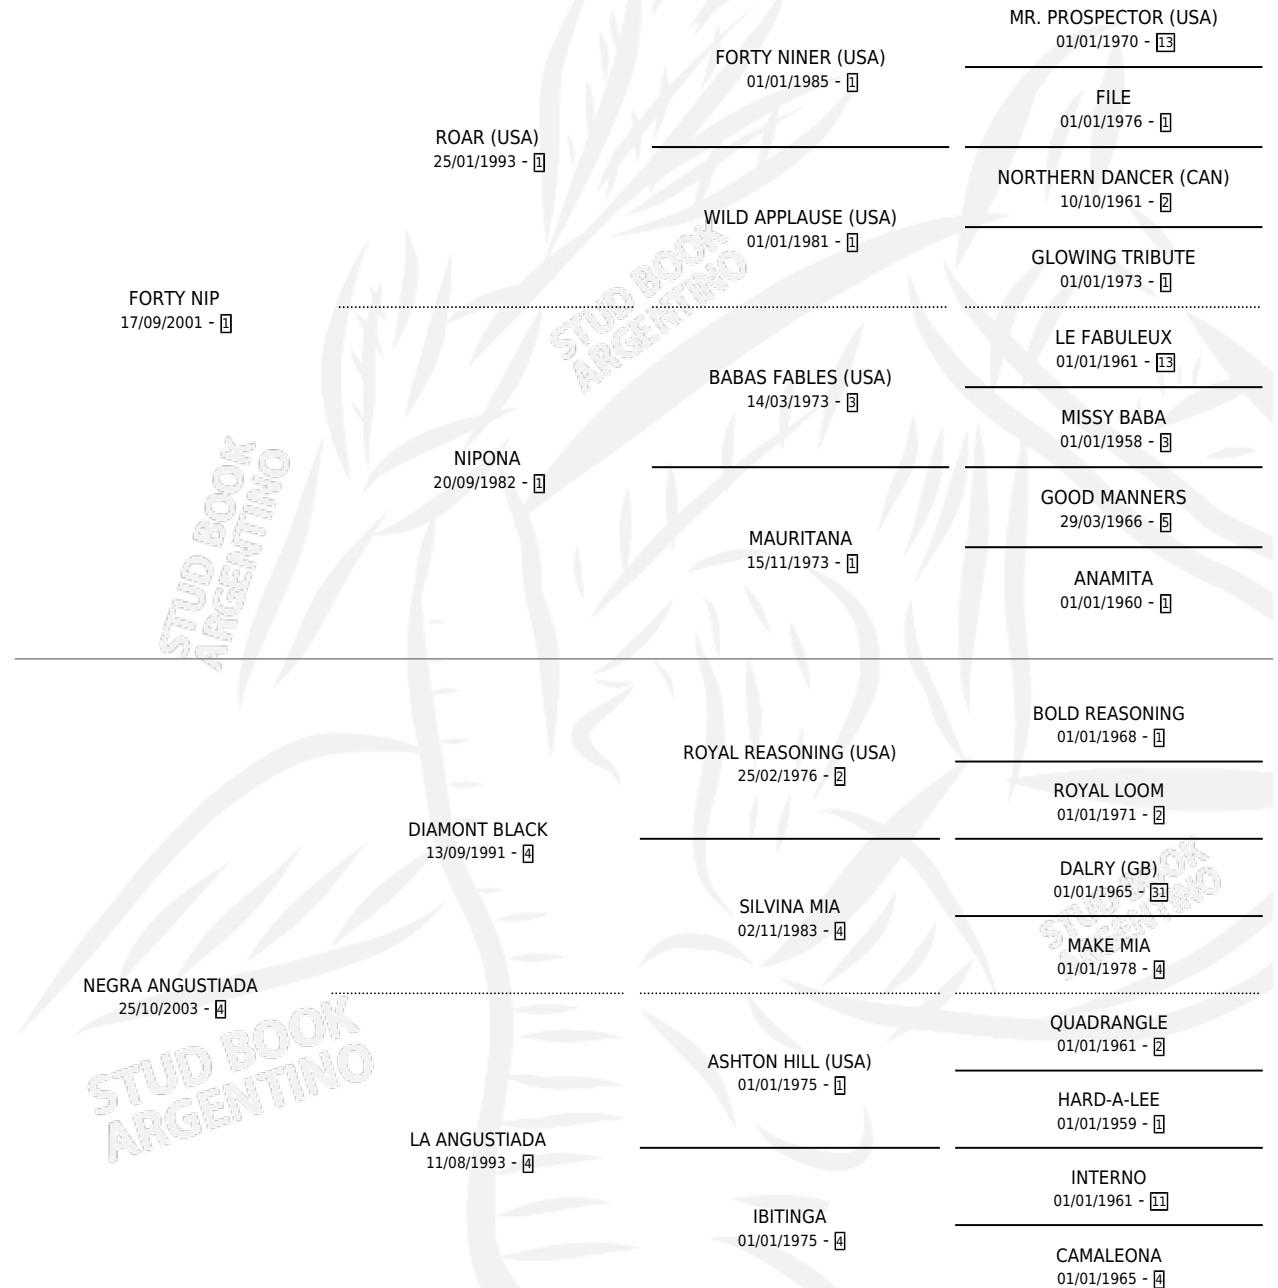 MR. PROSPECTOR (USA)
01/01/1970 - 13
FORTY NINER (USA)
01/01/1985 - 1
FILE
01/01/1976 - 1
ROAR (USA)
25/01/1993 - 1
NORTHERN DANCER (CAN)
10/10/1961 - 2
WILD APPLAUSE (USA)
01/01/1981 - 1
GLOWING TRIBUTE
01/01/1973 - 1
FORTY NIP
17/09/2001 - 1
LE FABULEUX
01/01/1961 - 13
BABAS FABLES (USA)
14/03/1973 - 3
MISSY BABA
01/01/1958 - 3
NIPONA
20/09/1982 - 1
GOOD MANNERS
29/03/1966 - 5
MAURITANA
15/11/1973 - 1
ANAMITA
01/01/1960 - 1
BOLD REASONING
01/01/1968 - 1
ROYAL REASONING (USA)
25/02/1976 - 2
ROYAL LOOM
01/01/1971 - 2
DIAMONT BLACK
13/09/1991 - 4
DALRY (GB)
01/01/1965 - 31
SILVINA MIA
02/11/1983 - 4
MAKE MIA
01/01/1978 - 4
NEGRA ANGUSTIADA
25/10/2003 - 4
QUADRANGLE
01/01/1961 - 2
ASHTON HILL (USA)
01/01/1975 - 1
HARD-A-LEE
01/01/1959 - 1
LA ANGUSTIADA
11/08/1993 - 4
INTERNO
01/01/1961 - 11
IBITINGA
01/01/1975 - 4
CAMALEONA
01/01/1965 - 4
STUD BOOK
ARGENTINO
STUD BOOK
ARGENTINO
STUD BOOK
ARGENTINO
STUD BOOK
ARGENTINO